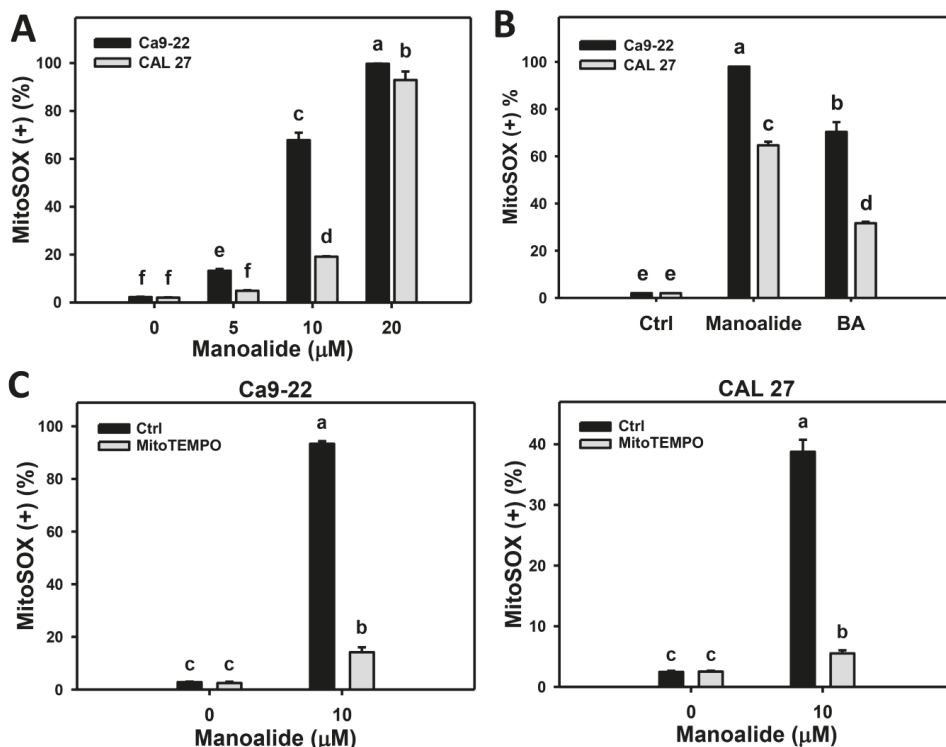 A
Ca9-22
CAL 27
MitoSOX (+) (%)
100
80
60
40
20
0
f f e f c d a b
0 5 10 20
Manoalide (μM)
B
Ca9-22
CAL 27
MitoSOX (+) %
100
80
60
40
20
0
e e a c b d
Ctrl Manoalide BA
C
Ca9-22
Ctrl
MitoTEMPO
MitoSOX (+) (%)
100
80
60
40
20
0
c c a b
0 10
Manoalide (μM)
CAL 27
Ctrl
MitoTEMPO
MitoSOX (+) (%)
40
30
20
10
0
c c a b
0 10
Manoalide (μM)